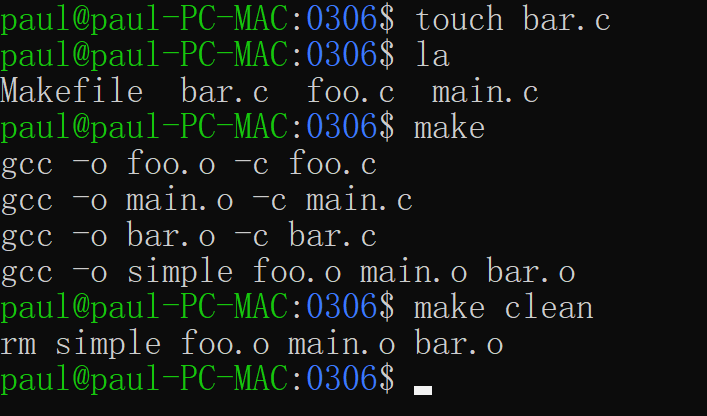 paul@paul-PC-MAC:0306$ touch bar.c
paul@paul-PC-MAC:0306$ la
Makefile  bar.c  foo.c  main.c
paul@paul-PC-MAC:0306$ make
gcc -o foo.o -c foo.c
gcc -o main.o -c main.c
gcc -o bar.o -c bar.c
gcc -o simple foo.o main.o bar.o
paul@paul-PC-MAC:0306$ make clean
rm simple foo.o main.o bar.o
paul@paul-PC-MAC:0306$